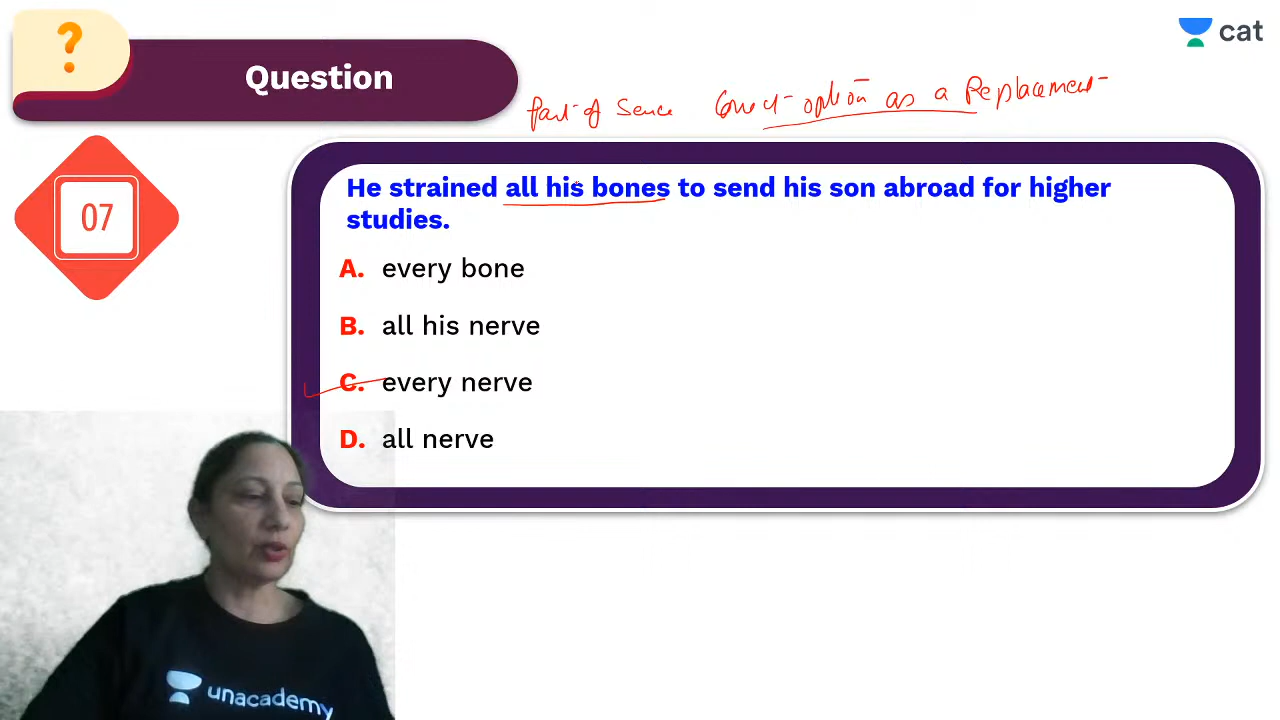 ?
cat
Question
Part of Sence Correct option as a Replacement
07
He strained all his bones to send his son abroad for higher
studies.
A. every bone
B. all his nerve
C. every nerve
D. all nerve
unacademy